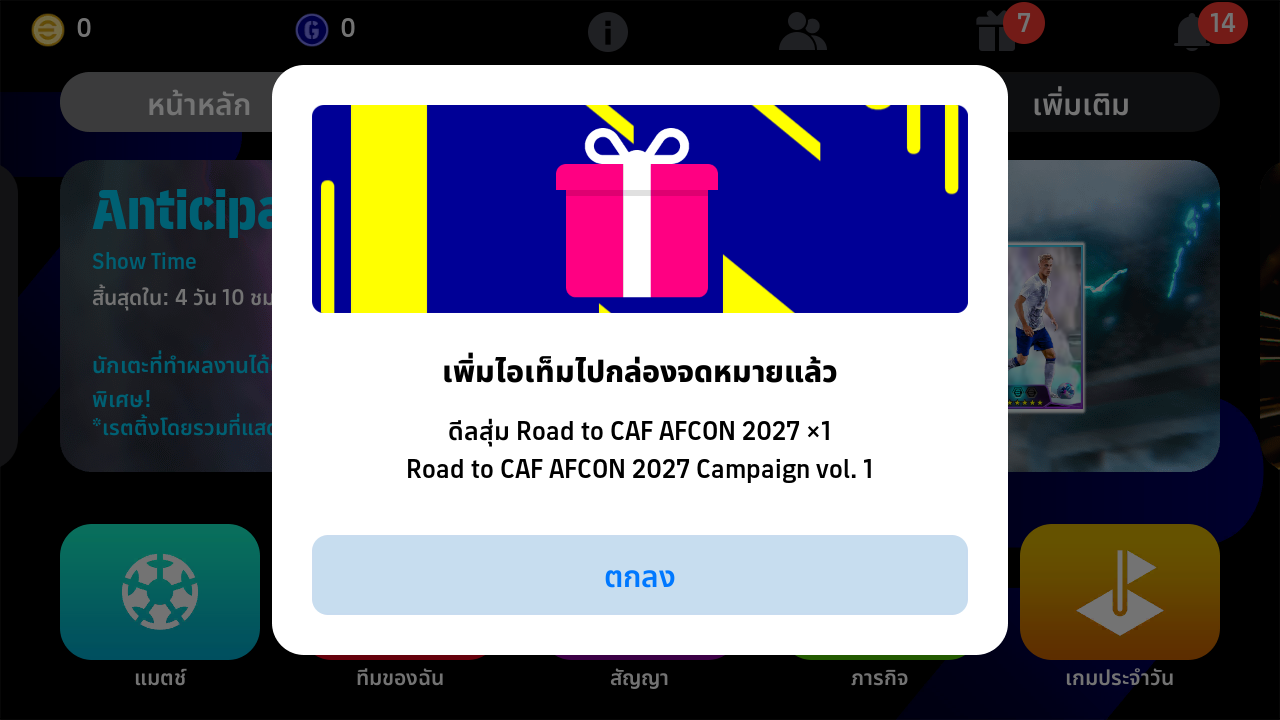 0
0
7
14
หน้าหลัก
เพิ่มเติม
Anticipa
Show Time
สิ้นสุดใน: 4 วัน 10 ชม
นักเตะที่ทำผลงานได้
พิเศษ!
*เรตติ้งโดยรวมที่แสด
เพิ่มไอเท็มไปกล่องจดหมายแล้ว
ดีลสุ่ม Road to CAF AFCON 2027 ×1
Road to CAF AFCON 2027 Campaign vol. 1
ตกลง
แมตช์
ทีมของฉัน
สัญญา
ภารกิจ
เกมประจำวัน